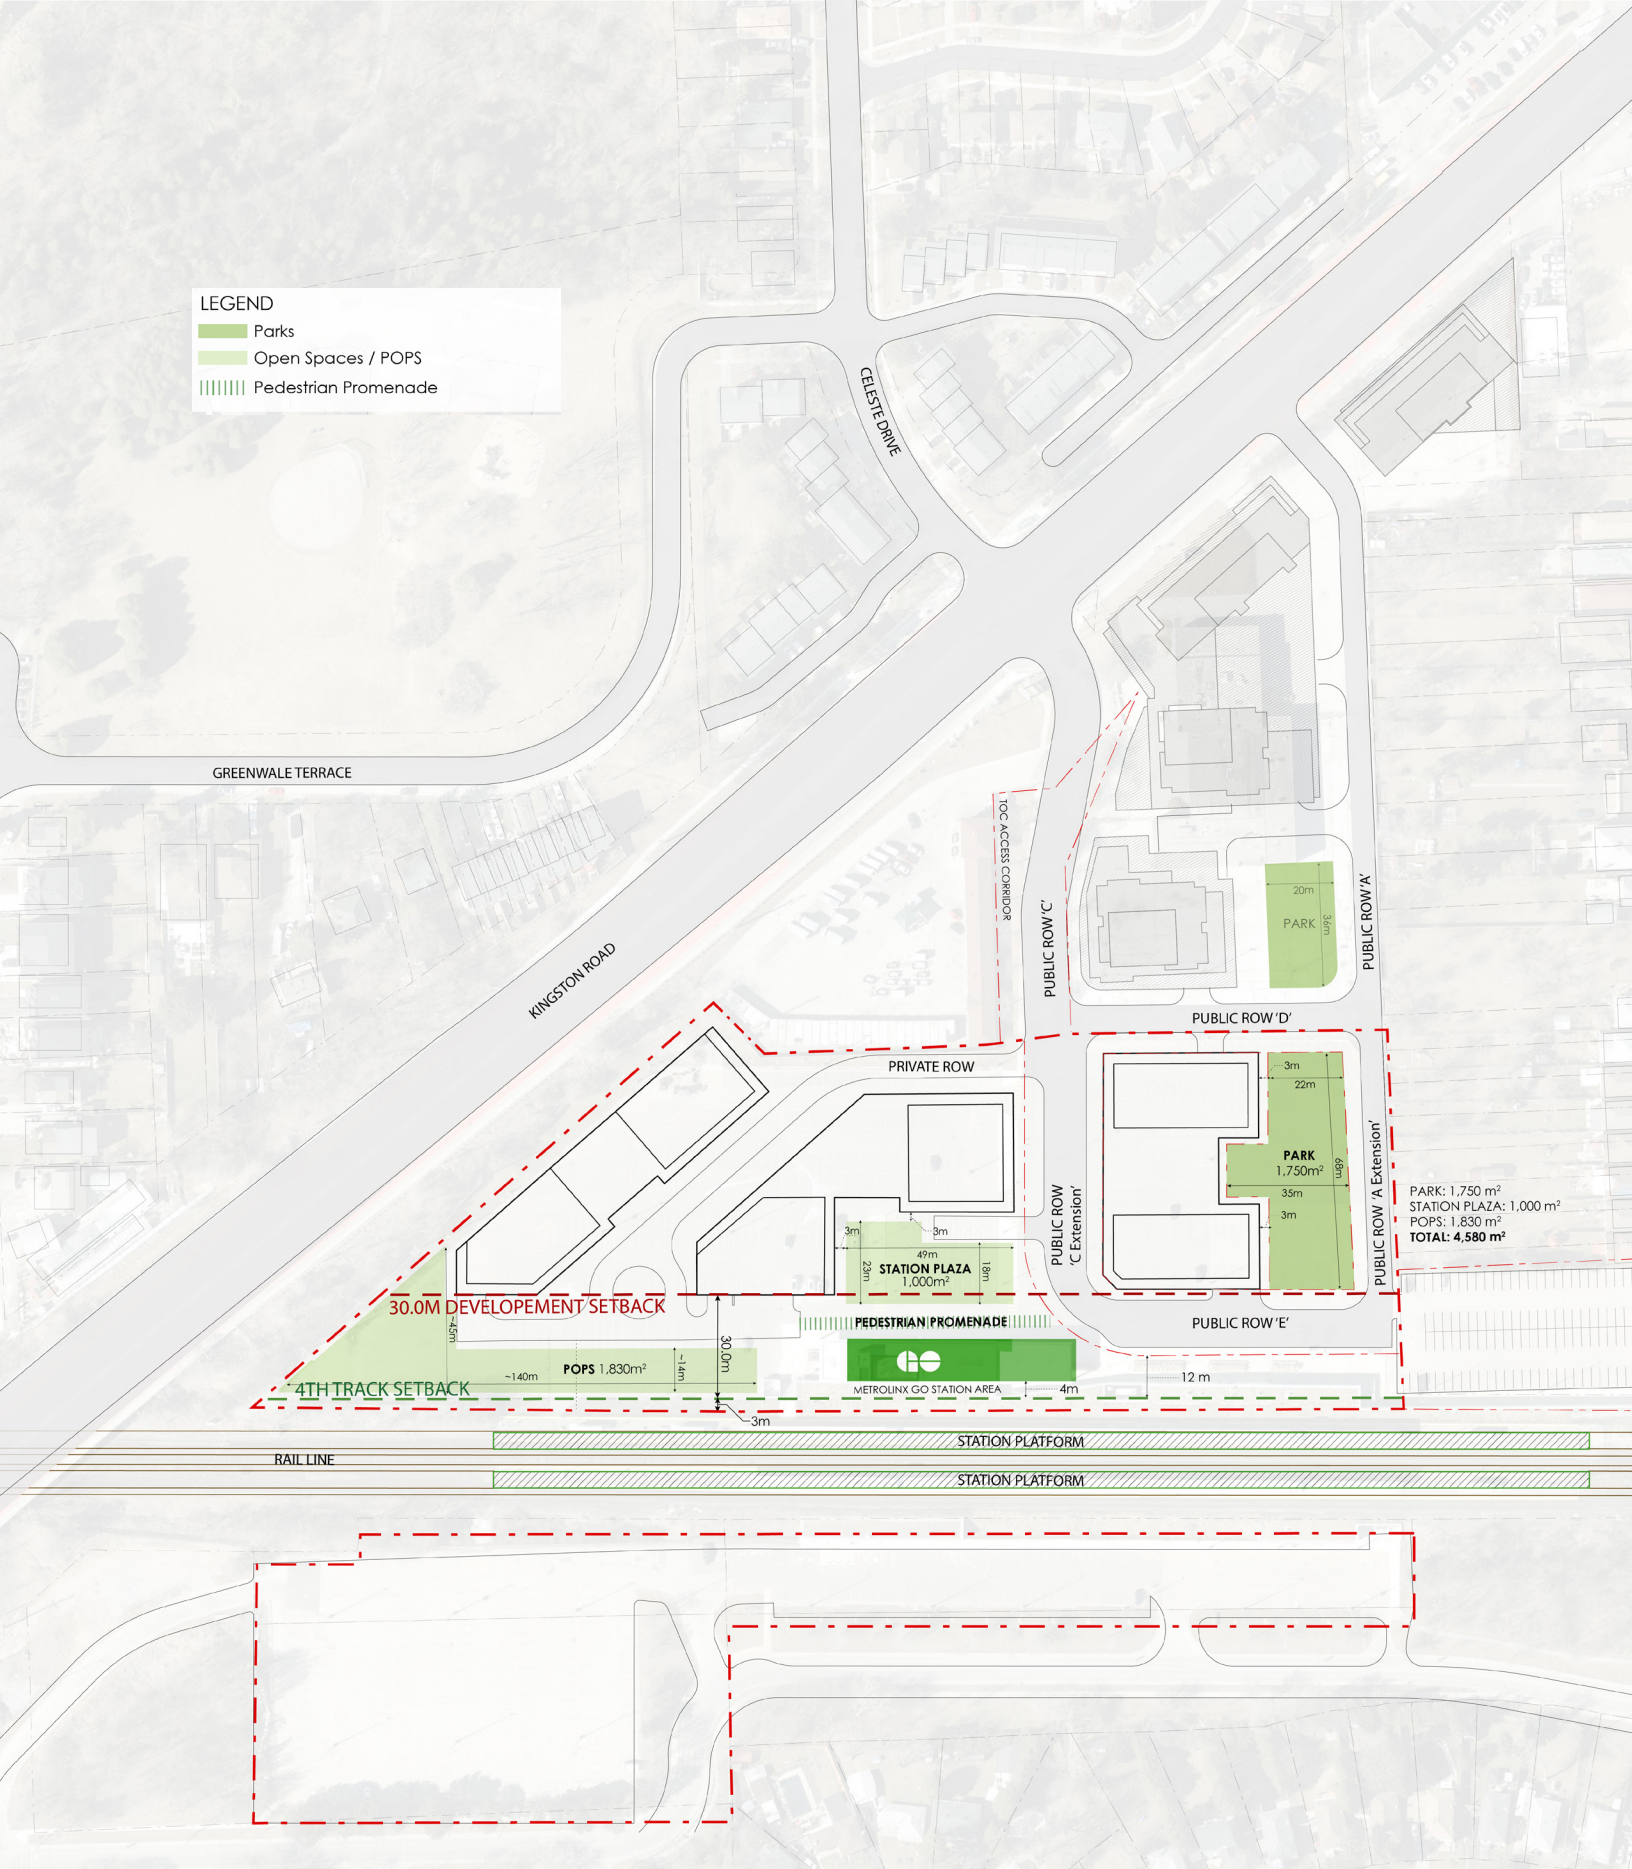 LEGEND
Parks
Open Spaces / POPS
Pedestrian Promenade
CELESTE DRIVE
GREENWALE TERRACE
KINGSTON ROAD
TOC ACCESS CORRIDOR
PUBLIC ROW 'C'
20m
PARK
36m
PUBLIC ROW 'A'
PUBLIC ROW 'D'
PRIVATE ROW
3m
22m
PARK
1,750m²
68m
35m
3m
PUBLIC ROW
'C Extension'
PUBLIC ROW 'A Extension'
PARK: 1,750 m²
STATION PLAZA: 1,000 m²
POPS: 1,830 m²
TOTAL: 4,580 m²
3m
3m
49m
23m
STATION PLAZA
1,000m²
18m
30.0M DEVELOPEMENT SETBACK
~45m
PEDESTRIAN PROMENADE
PUBLIC ROW 'E'
30.0m
POPS 1,830m²
~14m
~140m
GO
METROLINX GO STATION AREA
4m
12 m
4TH TRACK SETBACK
3m
STATION PLATFORM
RAIL LINE
STATION PLATFORM